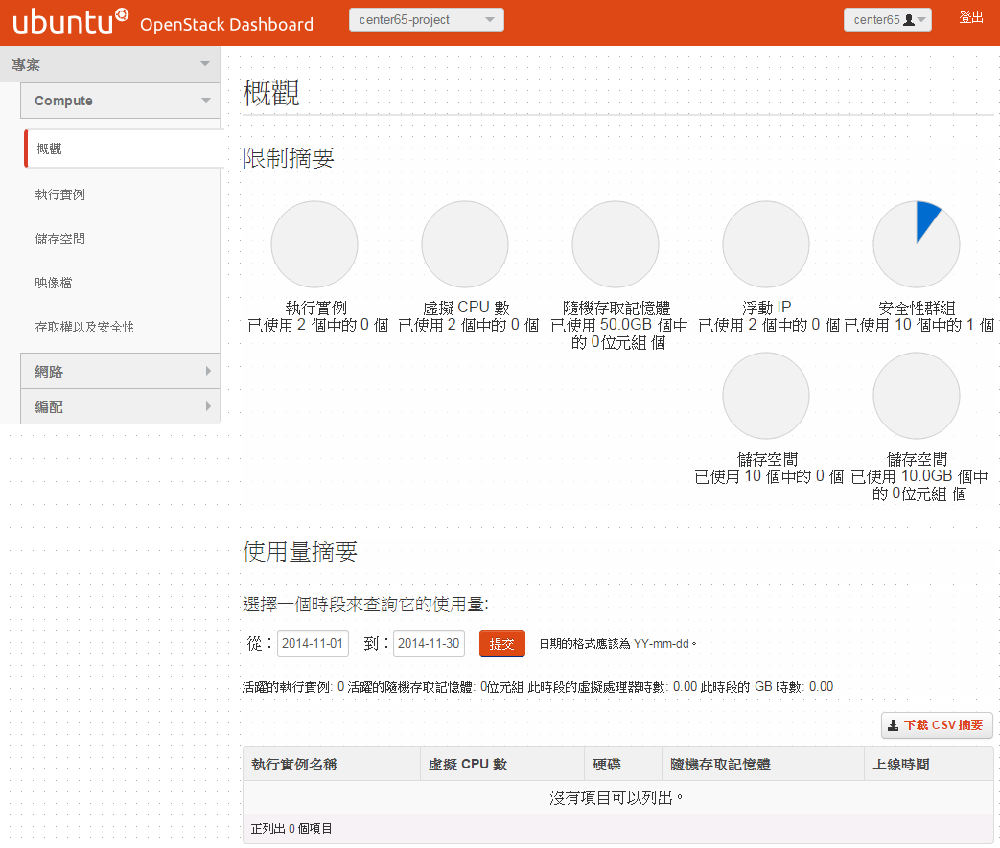 ubuntu OpenStack Dashboard center65-project center65 登出
專案
Compute
概觀
執行實例
儲存空間
映像檔
存取權以及安全性
網路
編配
概觀
限制摘要
執行實例
已使用 2 個中的 0 個
虛擬 CPU 數
已使用 2 個中的 0 個
隨機存取記憶體
已使用 50.0GB 個中
的 0位元組 個
浮動 IP
已使用 2 個中的 0 個
安全性群組
已使用 10 個中的 1 個
儲存空間
已使用 10 個中的 0 個
儲存空間
已使用 10.0GB 個中
的 0位元組 個
使用量摘要
選擇一個時段來查詢它的使用量:
從：2014-11-01 到：2014-11-30 提交 日期的格式應該為 YY-mm-dd。
活躍的執行實例: 0 活躍的隨機存取記憶體: 0位元組 此時段的虛擬處理器時數: 0.00 此時段的 GB 時數: 0.00
下載 CSV 摘要
執行實例名稱 虛擬 CPU 數 硬碟 隨機存取記憶體 上線時間
沒有項目可以列出。
正列出 0 個項目